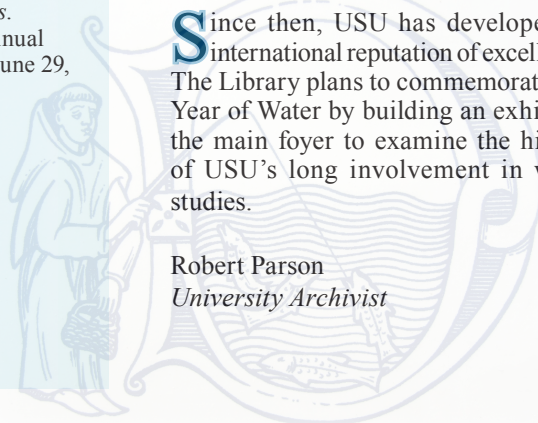 s.
nual
une 29,
Since then, USU has develope
international reputation of excell
The Library plans to commemorat
Year of Water by building an exhi
the main foyer to examine the hi
of USU's long involvement in w
studies.
Robert Parson
University Archivist